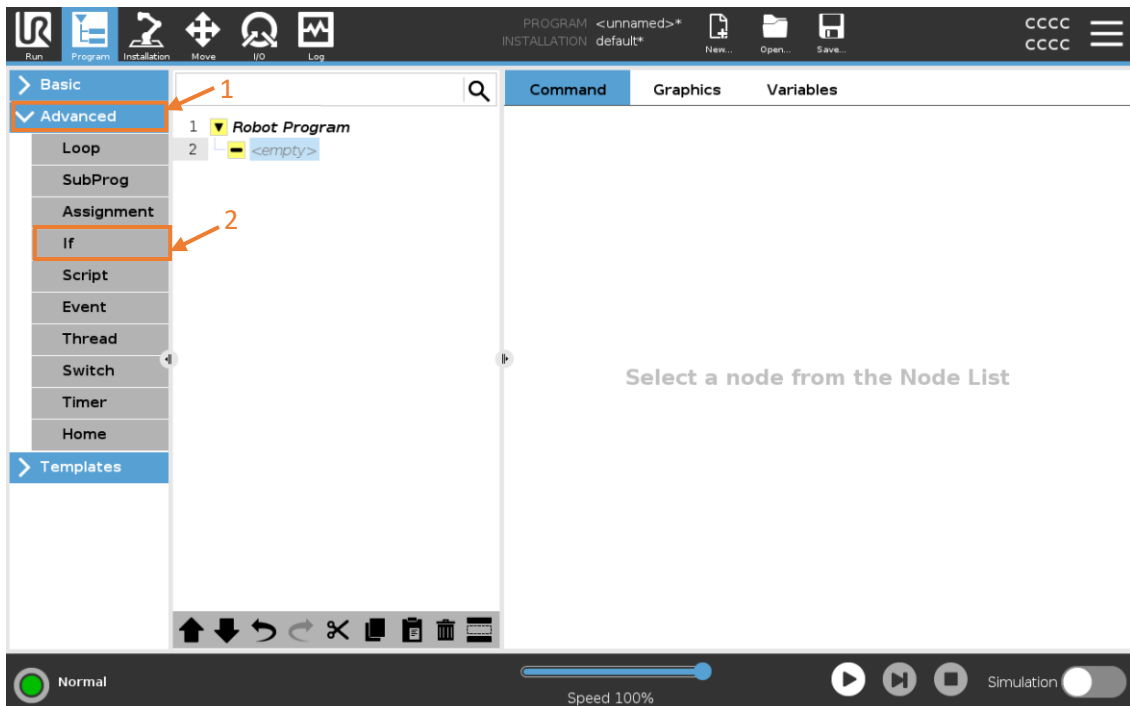 PROGRAM <unnamed>*
INSTALLATION default*
CCCC
CCCC
UR
Run
Program
Installation
Move
I/O
Log
New...
Open...
Save...
Basic
Advanced
Loop
SubProg
Assignment
If
Script
Event
Thread
Switch
Timer
Home
Templates
1
2
1 Robot Program
2 <empty>
Command Graphics Variables
Select a node from the Node List
Normal
Speed 100%
Simulation